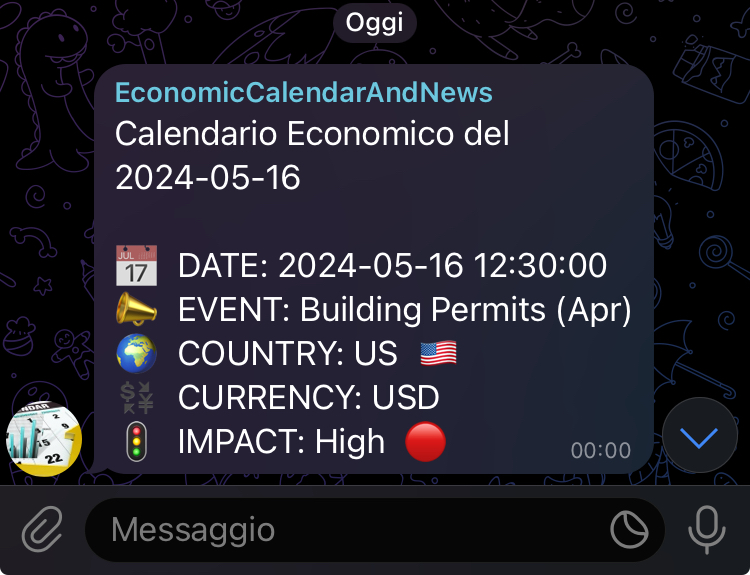 Oggi
EconomicCalendarAndNews
Calendario Economico del
2024-05-16
📅 DATE: 2024-05-16 12:30:00
📣 EVENT: Building Permits (Apr)
🌍 COUNTRY: US 🇺🇸
💱 CURRENCY: USD
🚦 IMPACT: High 🔴
00:00
Messaggio